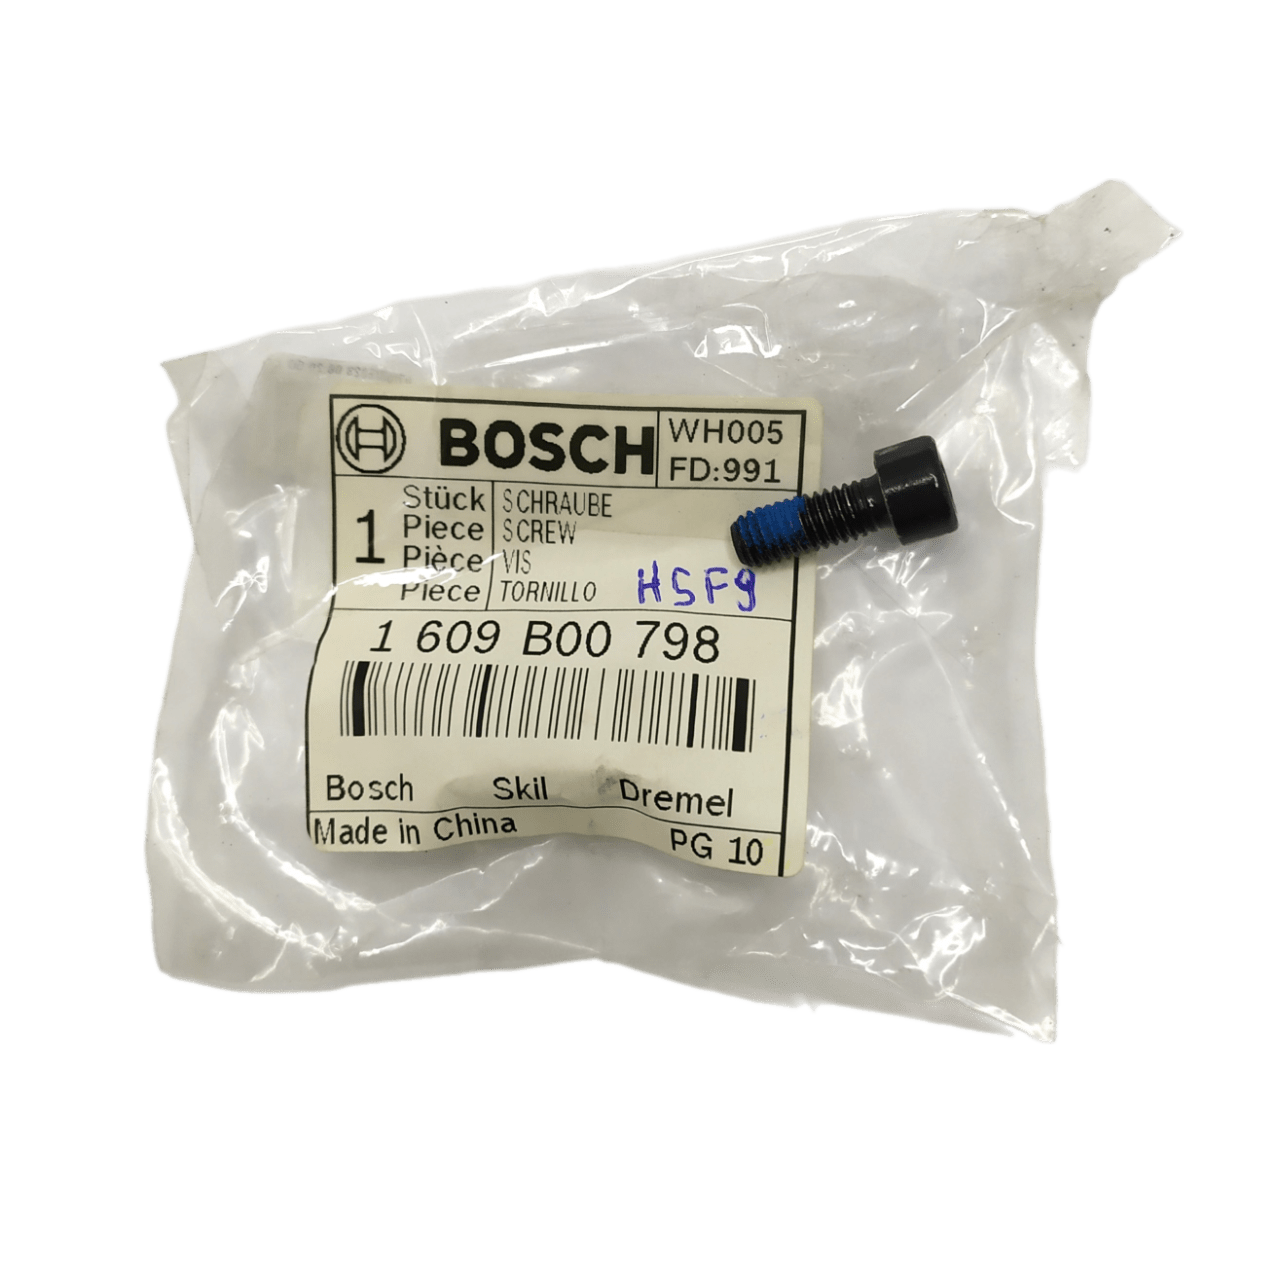 BOSCH
WH005
FD:991
1
Stück
Piece
Pièce
Piece
SCHRAUBE
SCREW
VIS
TORNILLO
HSF9
1 609 B00 798
Bosch Skil Dremel
Made in China
PG 10